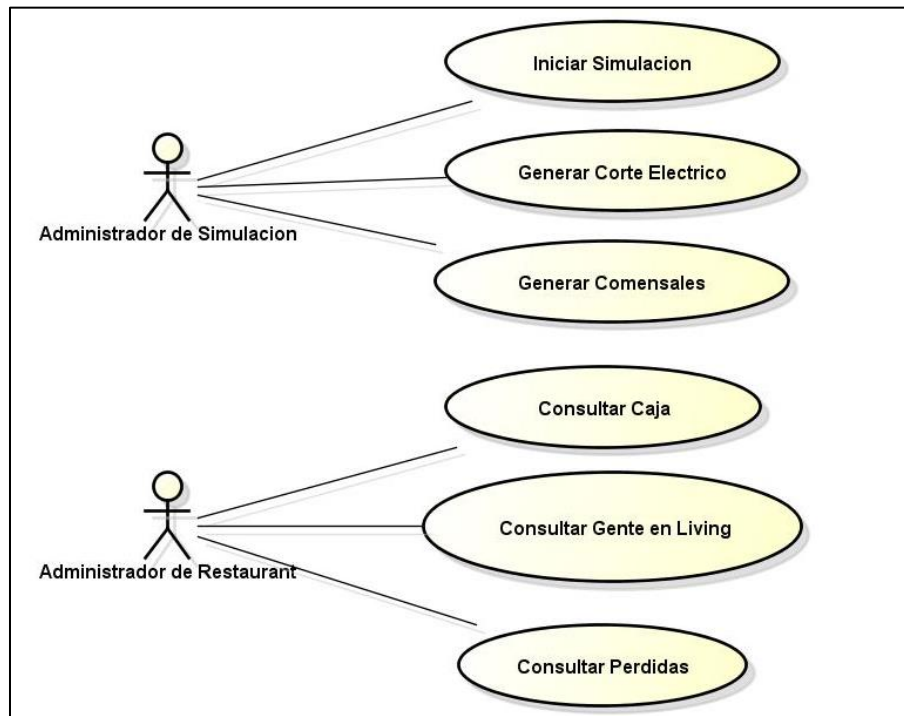 Iniciar Simulacion
Generar Corte Electrico
Administrador de Simulacion
Generar Comensales
Consultar Caja
Consultar Gente en Living
Administrador de Restaurant
Consultar Perdidas